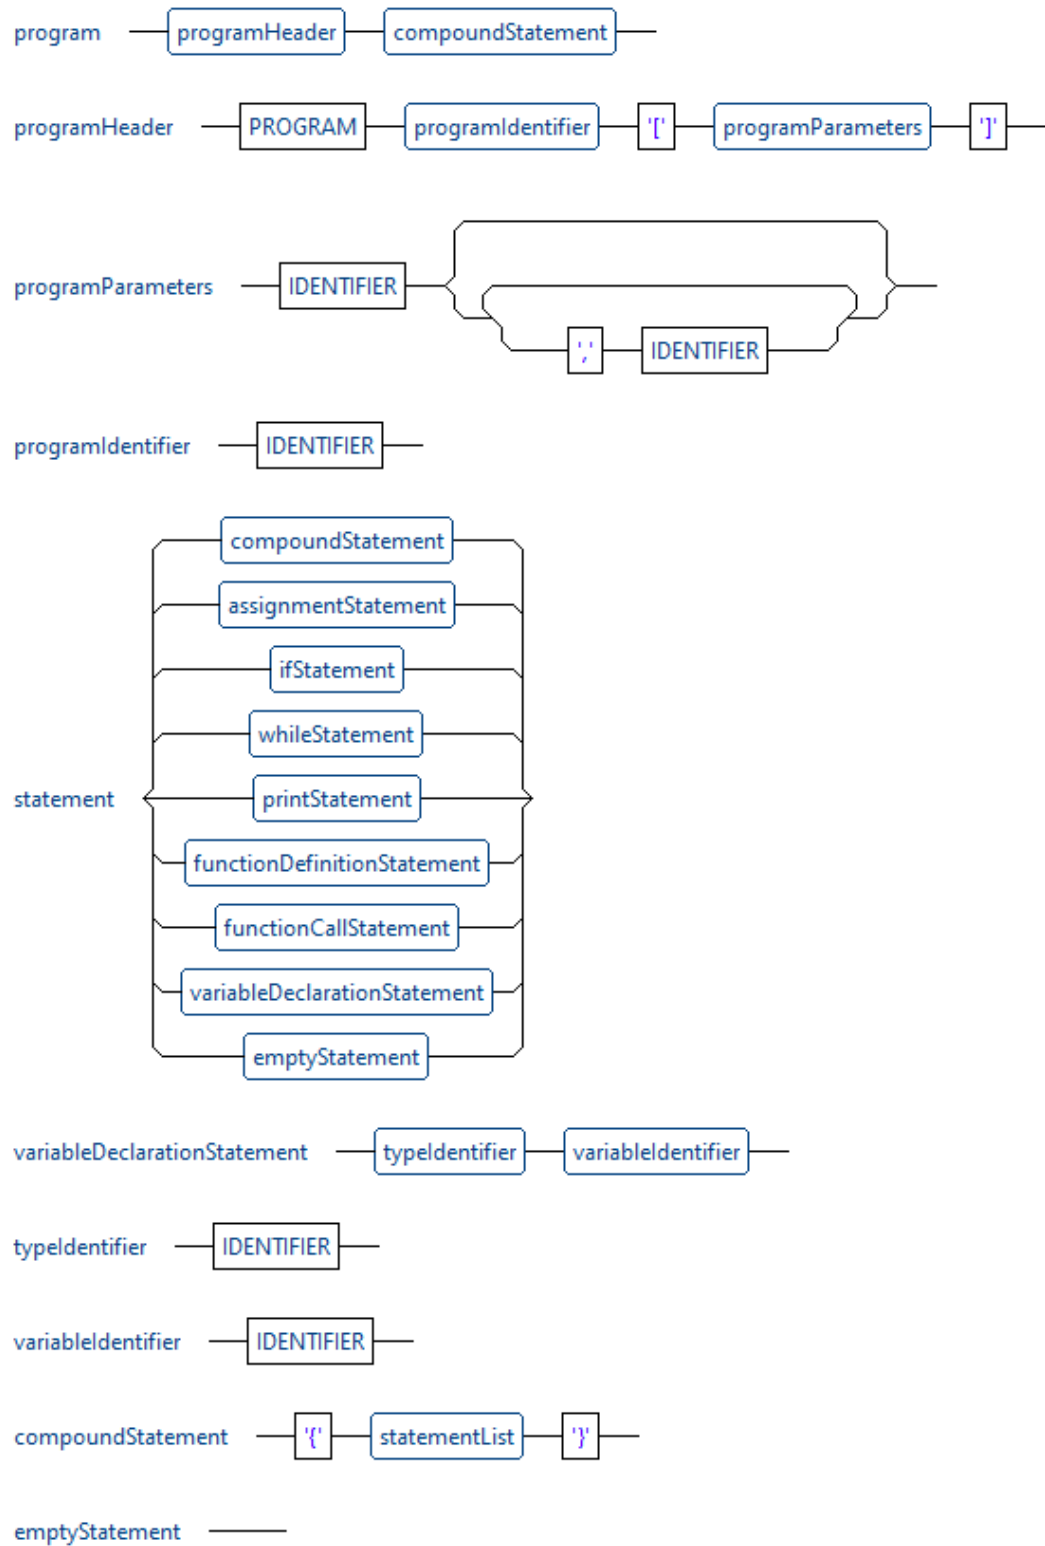 program programHeader compoundStatement
programHeader PROGRAM programIdentifier '[' programParameters ']'
programParameters IDENTIFIER
',' IDENTIFIER
programIdentifier IDENTIFIER
compoundStatement
assignmentStatement
ifStatement
whileStatement
statement printStatement
functionDefinitionStatement
functionCallStatement
variableDeclarationStatement
emptyStatement
variableDeclarationStatement typeIdentifier variableIdentifier
typeIdentifier IDENTIFIER
variableIdentifier IDENTIFIER
compoundStatement '{' statementList '}'
emptyStatement